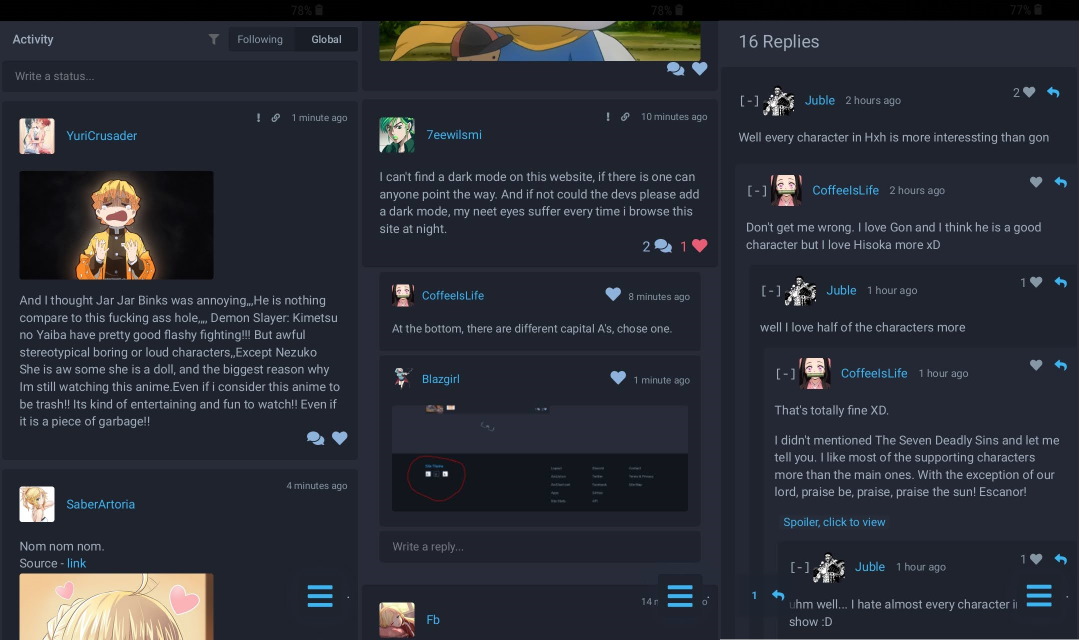 78%
Activity
Following
Global
Write a status...
YuriCrusader
1 minute ago
And I thought Jar Jar Binks was annoying,,,He is nothing
compare to this fucking ass hole,,,, Demon Slayer: Kimetsu
no Yaiba have pretty good flashy fighting!!! But awful
stereotypical boring or loud characters,,Except Nezuko
She is aw some she is a doll, and the biggest reason why
Im still watching this anime.Even if i consider this anime to
be trash!! Its kind of entertaining and fun to watch!! Even if
it is a piece of garbage!!
SaberArtoria
4 minutes ago
Nom nom nom.
Source - link
78%
7eewilsmi
10 minutes ago
I can't find a dark mode on this website, if there is one can
anyone point the way. And if not could the devs please add
a dark mode, my neet eyes suffer every time i browse this
site at night.
2 1
CoffeeIsLife
8 minutes ago
At the bottom, there are different capital A's, chose one.
Blazgirl
1 minute ago
Write a reply...
14
Fb
77%
16 Replies
[-] Juble 2 hours ago 2
Well every character in Hxh is more interessting than gon
[-] CoffeeIsLife 2 hours ago
Don't get me wrong. I love Gon and I think he is a good
character but I love Hisoka more xD
[-] Juble 1 hour ago 1
well I love half of the characters more
[-] CoffeeIsLife 1 hour ago
That's totally fine XD.
I didn't mentioned The Seven Deadly Sins and let me
tell you. I like most of the supporting characters
more than the main ones. With the exception of our
lord, praise be, praise, praise the sun! Escanor!
Spoiler, click to view
[-] Juble 1 hour ago 1
1
uhm well... I hate almost every character i
show :D